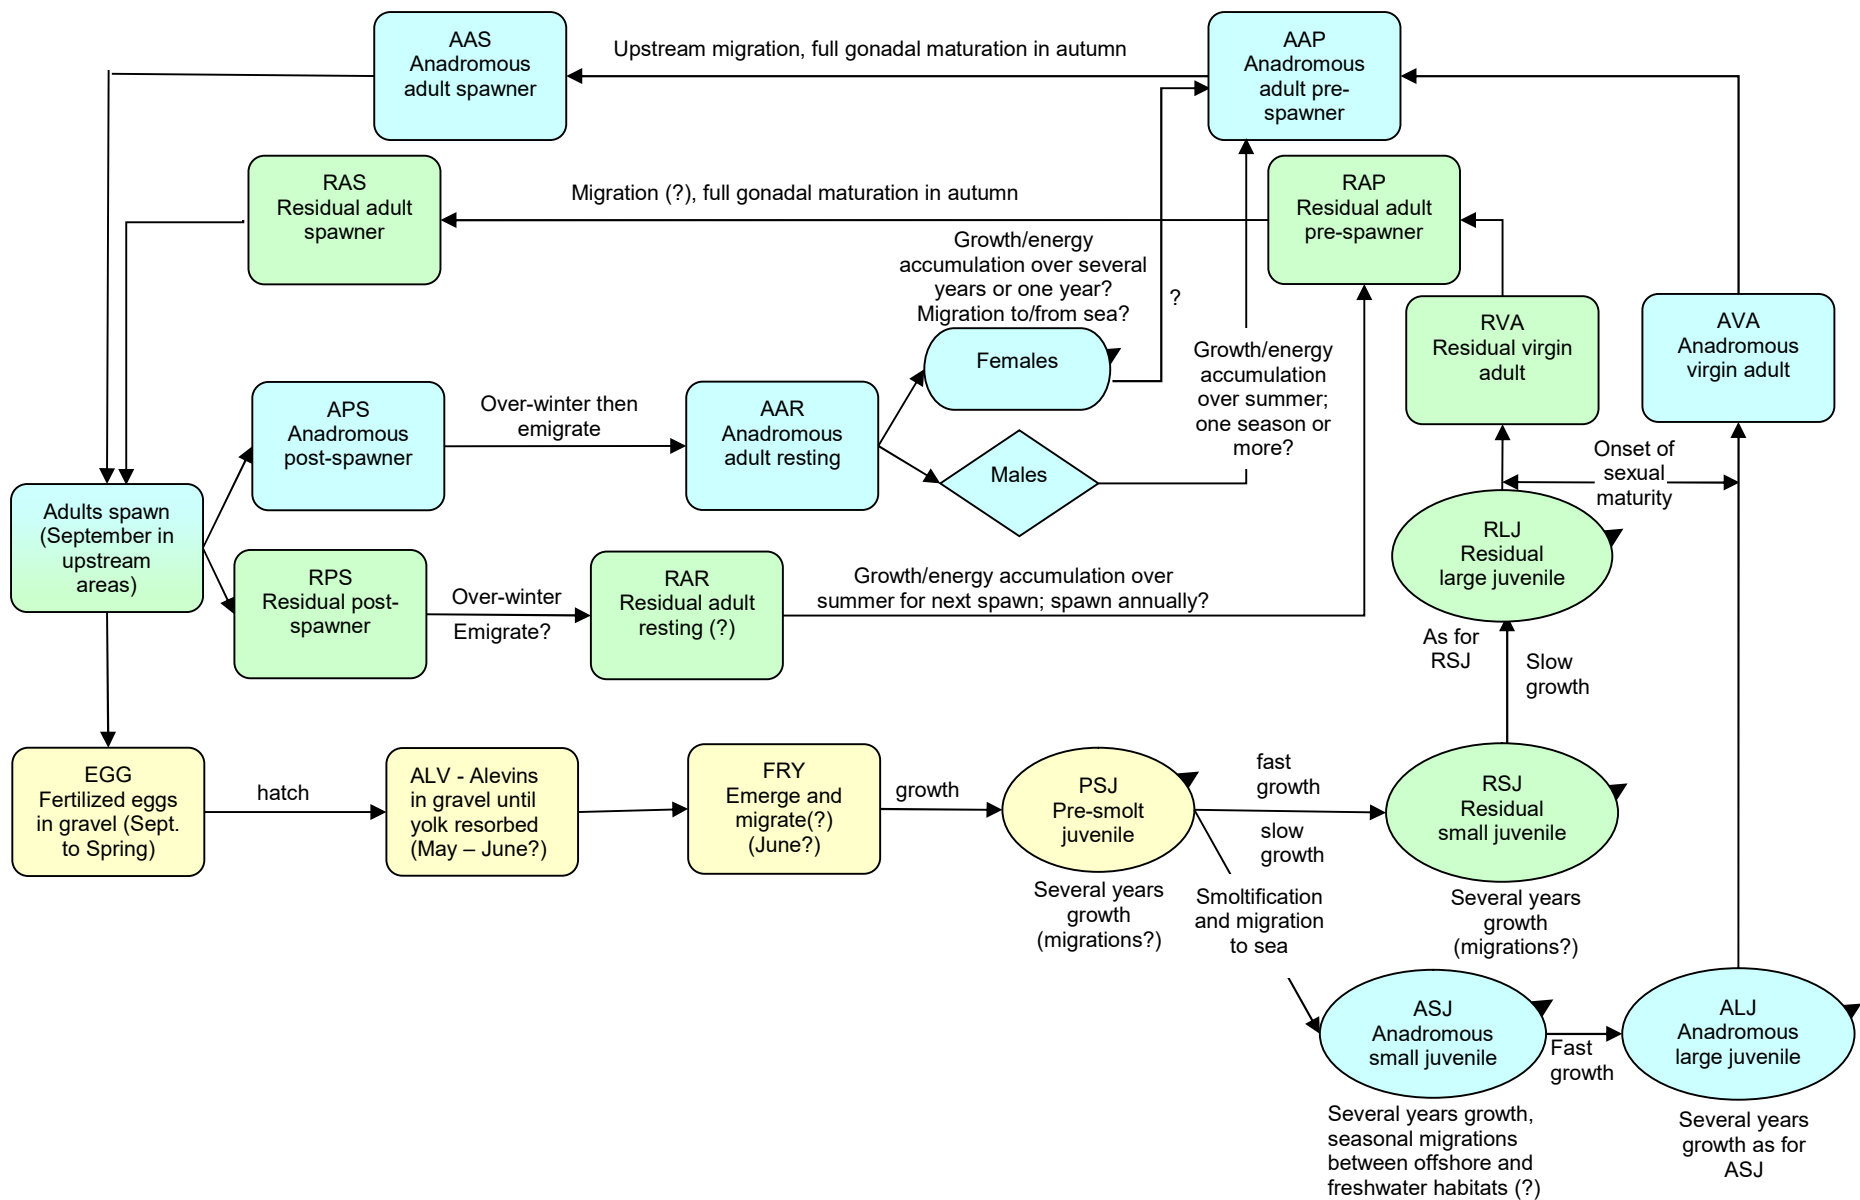 AAS
Anadromous
adult spawner
Upstream migration, full gonadal maturation in autumn
AAP
Anadromous
adult pre-
spawner
RAS
Residual adult
spawner
Migration (?), full gonadal maturation in autumn
RAP
Residual adult
pre-spawner
Growth/energy
accumulation over several
years or one year?
Migration to/from sea?
?
Females
Growth/energy
accumulation
over summer;
one season or
more?
RVA
Residual virgin
adult
AVA
Anadromous
virgin adult
APS
Anadromous
post-spawner
Over-winter then
emigrate
AAR
Anadromous
adult resting
Males
Onset of
sexual
maturity
Adults spawn
(September in
upstream
areas)
RPS
Residual post-
spawner
Over-winter
Emigrate?
RAR
Residual adult
resting (?)
Growth/energy accumulation over
summer for next spawn; spawn annually?
RLJ
Residual
large juvenile
As for
RSJ
Slow
growth
EGG
Fertilized eggs
in gravel (Sept.
to Spring)
hatch
ALV - Alevins
in gravel until
yolk resorbed
(May – June?)
FRY
Emerge and
migrate(?)
(June?)
growth
PSJ
Pre-smolt
juvenile
Several years
growth
(migrations?)
fast
growth
slow
growth
Smoltification
and migration
to sea
RSJ
Residual
small juvenile
Several years
growth
(migrations?)
ASJ
Anadromous
small juvenile
Fast
growth
ALJ
Anadromous
large juvenile
Several years growth,
seasonal migrations
between offshore and
freshwater habitats (?)
Several years
growth as for
ASJ